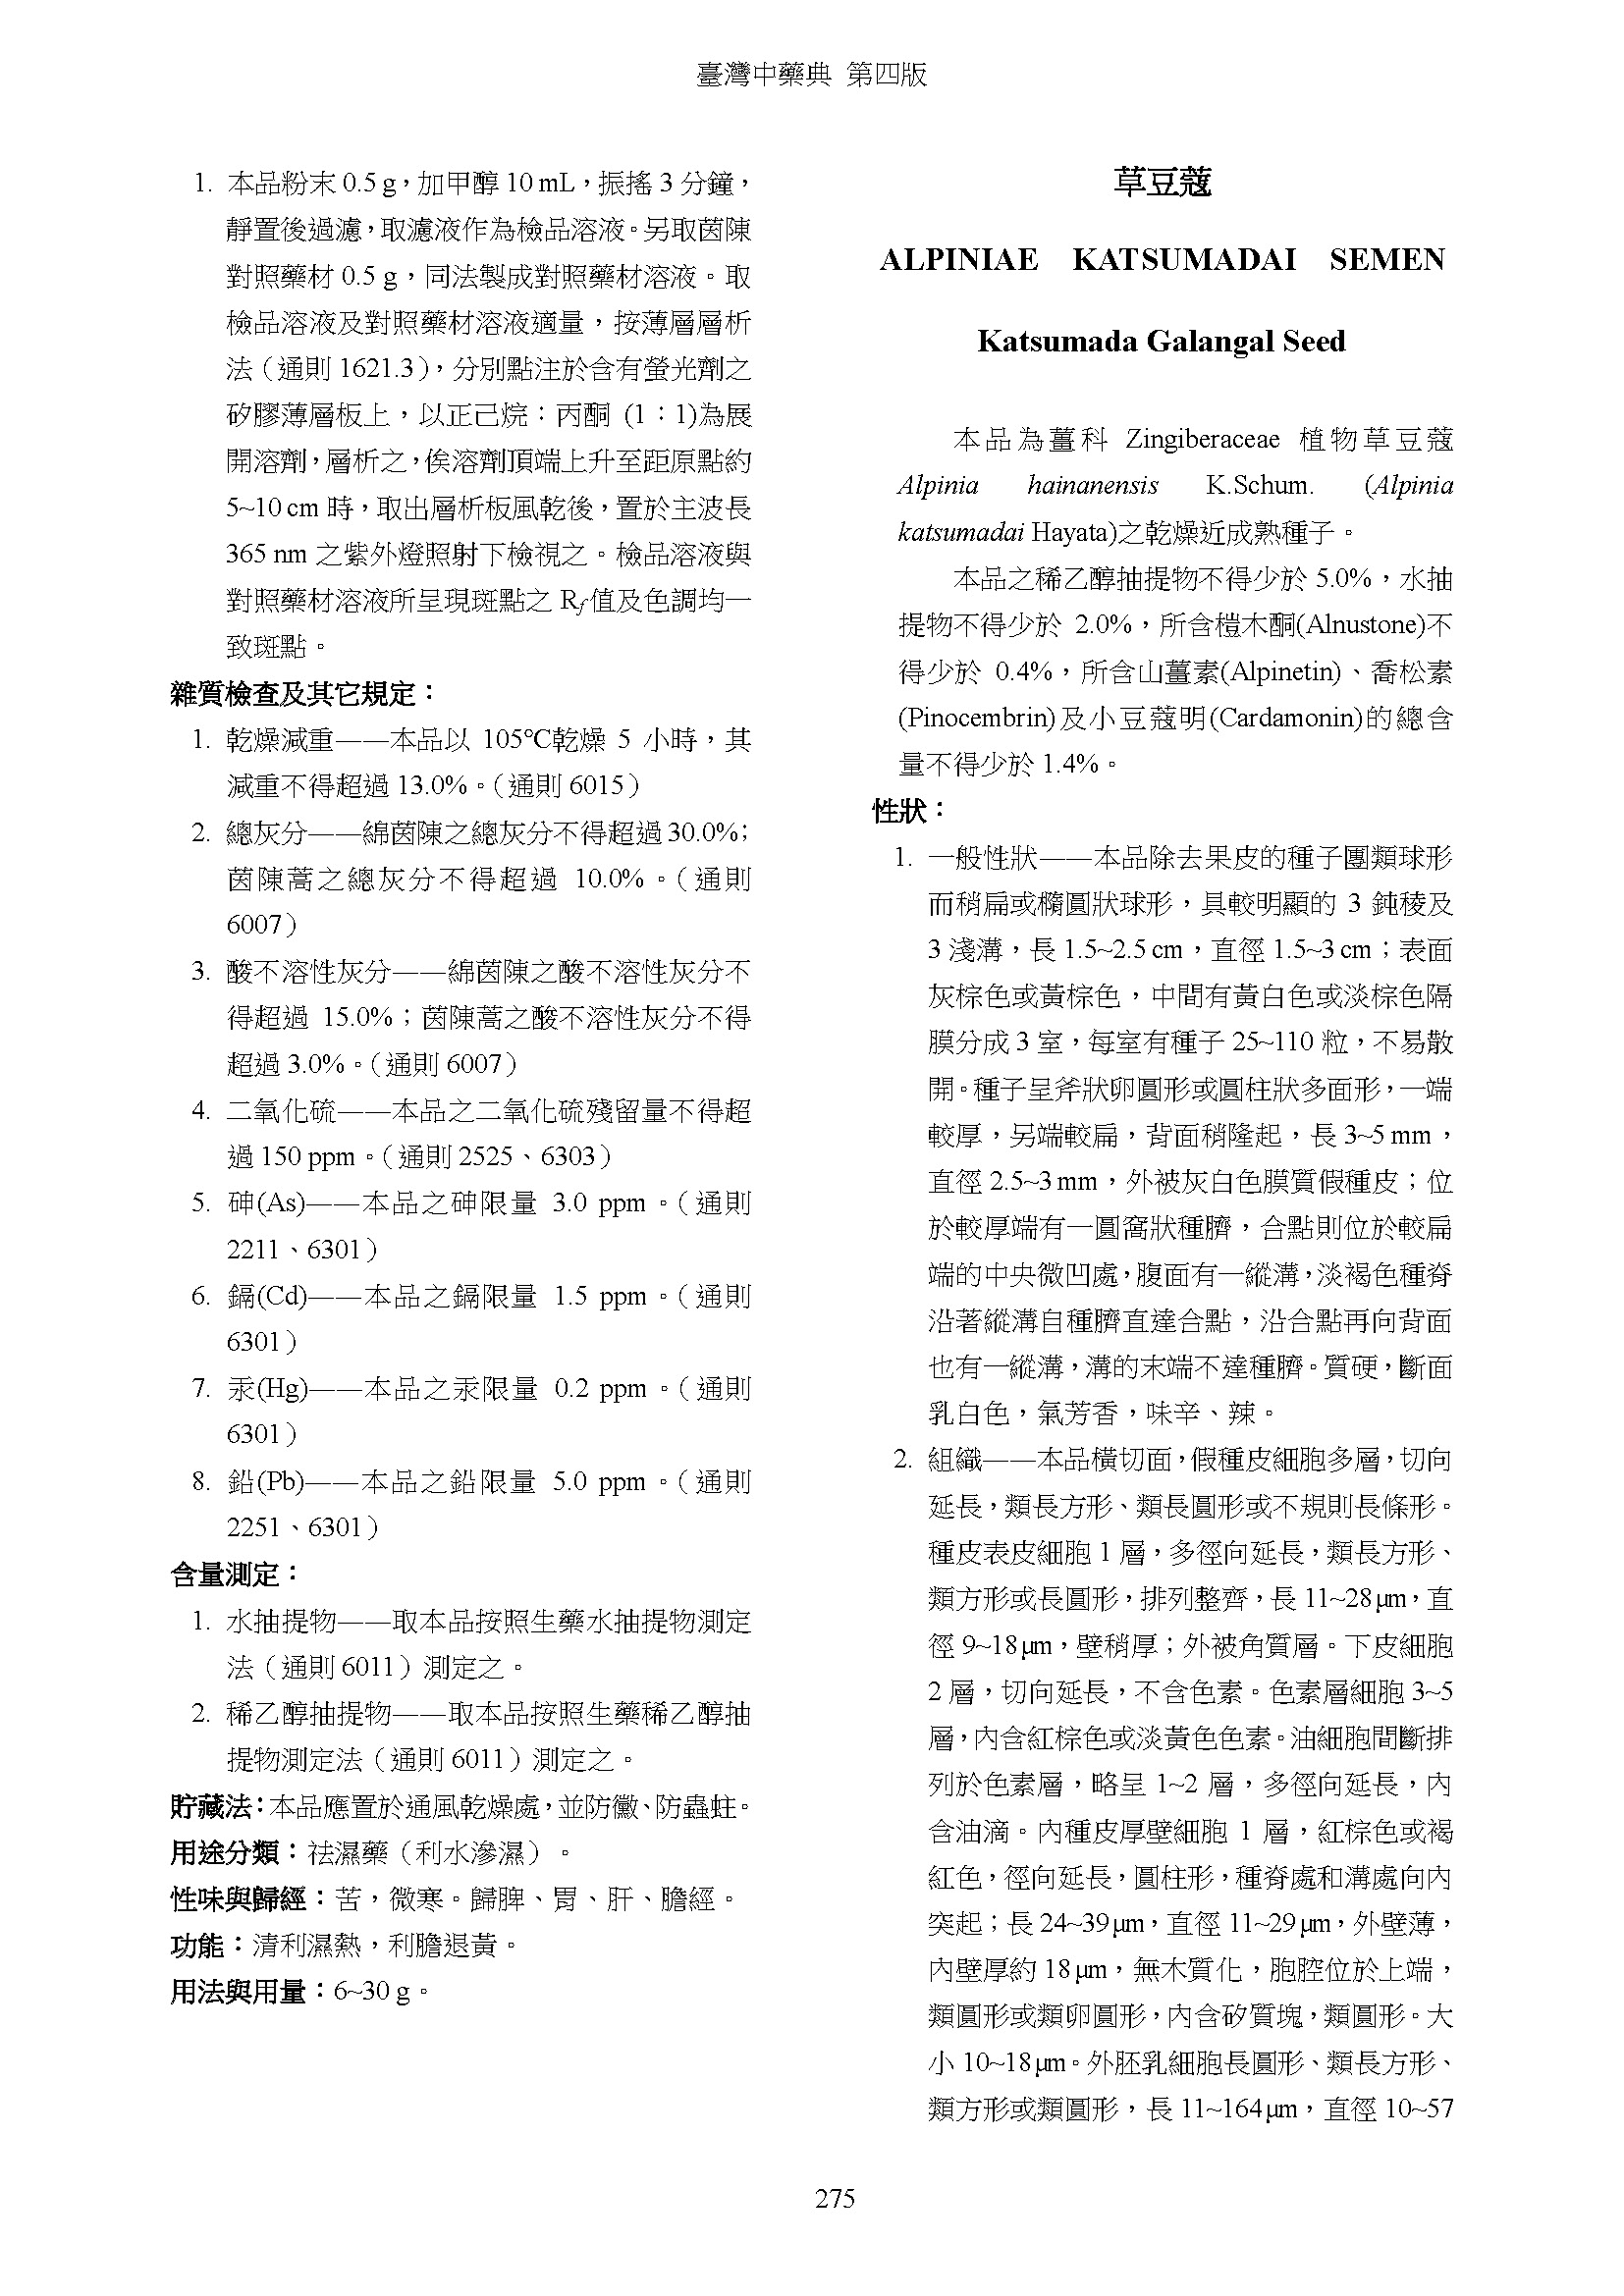 臺灣中藥典 第四版
1. 本品粉末 0.5 g，加甲醇 10 mL，振搖 3 分鐘，
靜置後過濾，取濾液作為檢品溶液。另取茵陳
對照藥材 0.5 g，同法製成對照藥材溶液。取
檢品溶液及對照藥材溶液適量，按薄層層析
法（通則 1621.3），分別點注於含有螢光劑之
矽膠薄層板上，以正己烷：丙酮 (1：1)為展
開溶劑，層析之，俟溶劑頂端上升至距原點約
5~10 cm 時，取出層析板風乾後，置於主波長
365 nm 之紫外燈照射下檢視之。檢品溶液與
對照藥材溶液所呈現斑點之 Rf值及色調均一
致斑點。
雜質檢查及其它規定：
1. 乾燥減重——本品以 105℃乾燥 5 小時，其
減重不得超過 13.0%。（通則 6015）
2. 總灰分——綿茵陳之總灰分不得超過 30.0%；
茵陳蒿之總灰分不得超過 10.0%。（通則
6007）
3. 酸不溶性灰分——綿茵陳之酸不溶性灰分不
得超過 15.0%；茵陳蒿之酸不溶性灰分不得
超過 3.0%。（通則 6007）
4. 二氧化硫——本品之二氧化硫殘留量不得超
過 150 ppm。（通則 2525、6303）
5. 砷(As)——本品之砷限量 3.0 ppm。（通則
2211、6301）
6. 鎘(Cd)——本品之鎘限量 1.5 ppm。（通則
6301）
7. 汞(Hg)——本品之汞限量 0.2 ppm。（通則
6301）
8. 鉛(Pb)——本品之鉛限量 5.0 ppm。（通則
2251、6301）
含量測定：
1. 水抽提物——取本品按照生藥水抽提物測定
法（通則 6011）測定之。
2. 稀乙醇抽提物——取本品按照生藥稀乙醇抽
提物測定法（通則 6011）測定之。
貯藏法：本品應置於通風乾燥處，並防黴、防蟲蛀。
用途分類：祛濕藥（利水滲濕）。
性味與歸經：苦，微寒。歸脾、胃、肝、膽經。
功能：清利濕熱，利膽退黃。
用法與用量：6~30 g。
草豆蔻
ALPINIAE KATSUMADAI SEMEN
Katsumada Galangal Seed
本品為薑科 Zingiberaceae 植物草豆蔻
Alpinia hainanensis K.Schum. (Alpinia
katsumadai Hayata)之乾燥近成熟種子。
本品之稀乙醇抽提物不得少於 5.0%，水抽
提物不得少於 2.0%，所含榿木酮(Alnustone)不
得少於 0.4%，所含山薑素(Alpinetin)、喬松素
(Pinocembrin)及小豆蔻明(Cardamonin)的總含
量不得少於 1.4%。
性狀：
1. 一般性狀——本品除去果皮的種子團類球形
而稍扁或橢圓狀球形，具較明顯的 3 鈍稜及
3 淺溝，長 1.5~2.5 cm，直徑 1.5~3 cm；表面
灰棕色或黃棕色，中間有黃白色或淡棕色隔
膜分成 3 室，每室有種子 25~110 粒，不易散
開。種子呈斧狀卵圓形或圓柱狀多面形，一端
較厚，另端較扁，背面稍隆起，長 3~5 mm，
直徑 2.5~3 mm，外被灰白色膜質假種皮；位
於較厚端有一圓窩狀種臍，合點則位於較扁
端的中央微凹處，腹面有一縱溝，淡褐色種脊
沿著縱溝自種臍直達合點，沿合點再向背面
也有一縱溝，溝的末端不達種臍。質硬，斷面
乳白色，氣芳香，味辛、辣。
2. 組織——本品橫切面，假種皮細胞多層，切向
延長，類長方形、類長圓形或不規則長條形。
種皮表皮細胞 1 層，多徑向延長，類長方形、
類方形或長圓形，排列整齊，長 11~28 μm，直
徑 9~18 μm，壁稍厚；外被角質層。下皮細胞
2 層，切向延長，不含色素。色素層細胞 3~5
層，內含紅棕色或淡黃色色素。油細胞間斷排
列於色素層，略呈 1~2 層，多徑向延長，內
含油滴。內種皮厚壁細胞 1 層，紅棕色或褐
紅色，徑向延長，圓柱形，種脊處和溝處向內
突起；長 24~39 μm，直徑 11~29 μm，外壁薄，
內壁厚約 18 μm，無木質化，胞腔位於上端，
類圓形或類卵圓形，內含矽質塊，類圓形。大
小 10~18 μm。外胚乳細胞長圓形、類長方形、
類方形或類圓形，長 11~164 μm，直徑 10~57
275